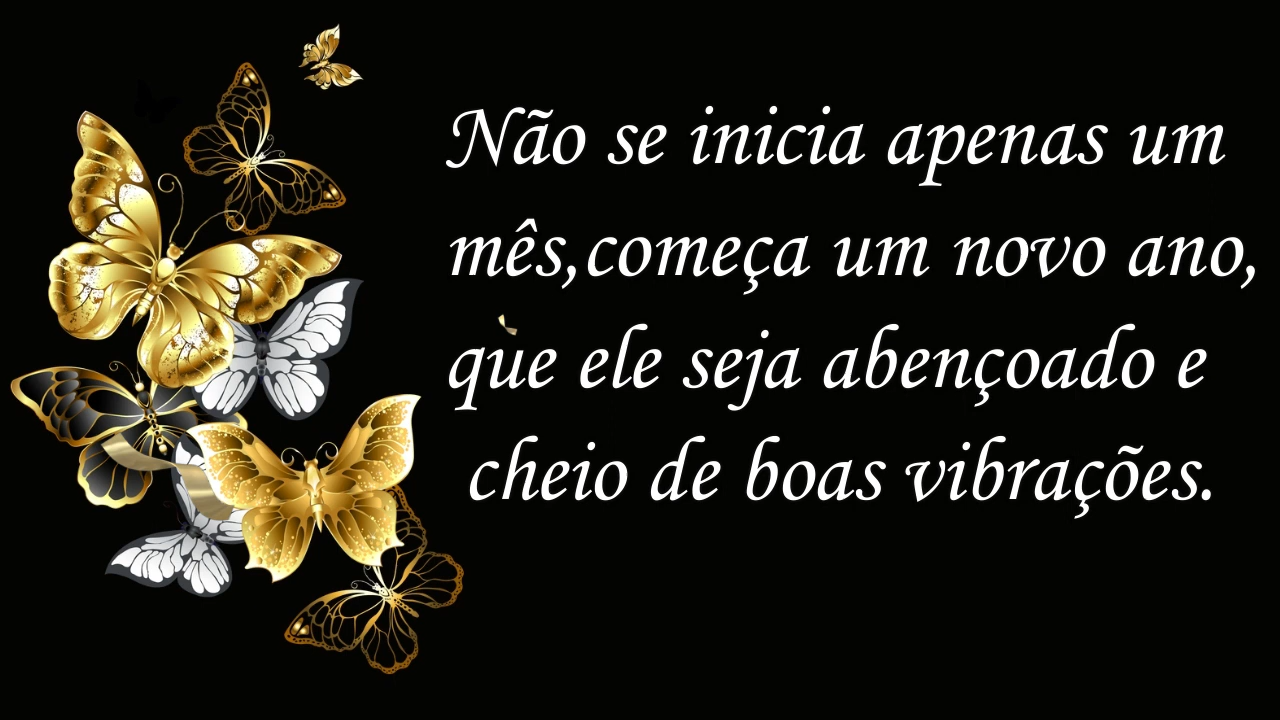 Não se inicia apenas um
mês,começa um novo ano,
que ele seja abençoado e
cheio de boas vibrações.